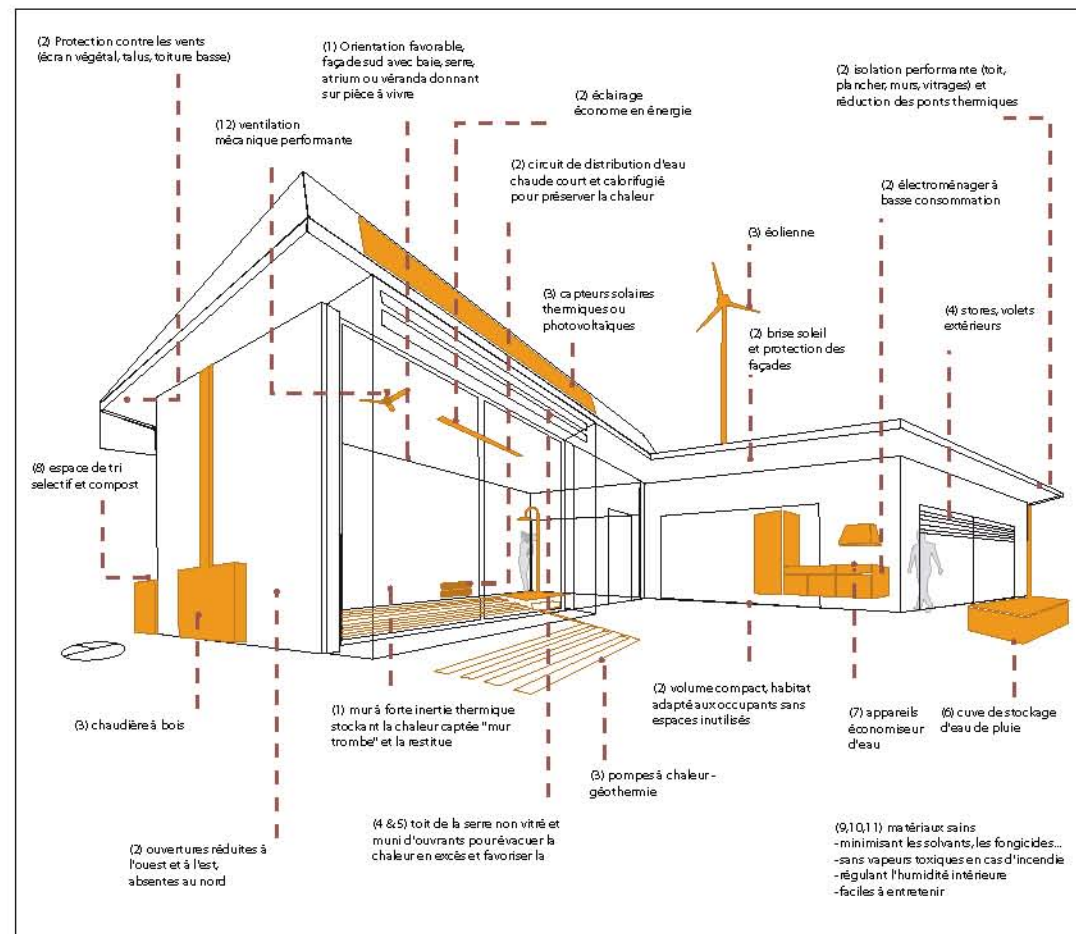 (2) Protection contre les vents
(écran végétal, talus, toiture basse)
(1) Orientation favorable,
façade sud avec baie, serre,
atrium ou véranda donnant
sur pièce à vivre
(2) éclairage
économe en énergie
(2) isolation performante (toit,
plancher, murs, vitrages) et
réduction des ponts thermiques
(12) ventilation
mécanique performante
(2) circuit de distribution d'eau
chaude court et calorifugié
pour préserver la chaleur
(2) électroménager à
basse consommation
(3) éolienne
(3) capteurs solaires
thermiques ou
photovoltaïques
(2) brise soleil
et protection des
façades
(4) stores, volets
extérieurs
(8) espace de tri
selectif et compost
(3) chaudière à bois
(1) mur à forte inertie thermique
stockant la chaleur captée "mur
trombe" et la restitue
(2) volume compact, habitat
adapté aux occupants sans
espaces inutilisés
(7) appareils
économiseur
d'eau
(6) cuve de stockage
d'eau de pluie
(3) pompes à chaleur -
géothermie
(2) ouvertures réduites à
l'ouest et à l'est,
absentes au nord
(4 & 5) toit de la serre non vitré et
muni d'ouvrants pour évacuer la
chaleur en excés et favoriser la
(9,10,11) matériaux sains
-minimisant les solvants, les fongicides...
-sans vapeurs toxiques en cas d'incendie
-régulant l'humidité intérieure
-faciles à entretenir